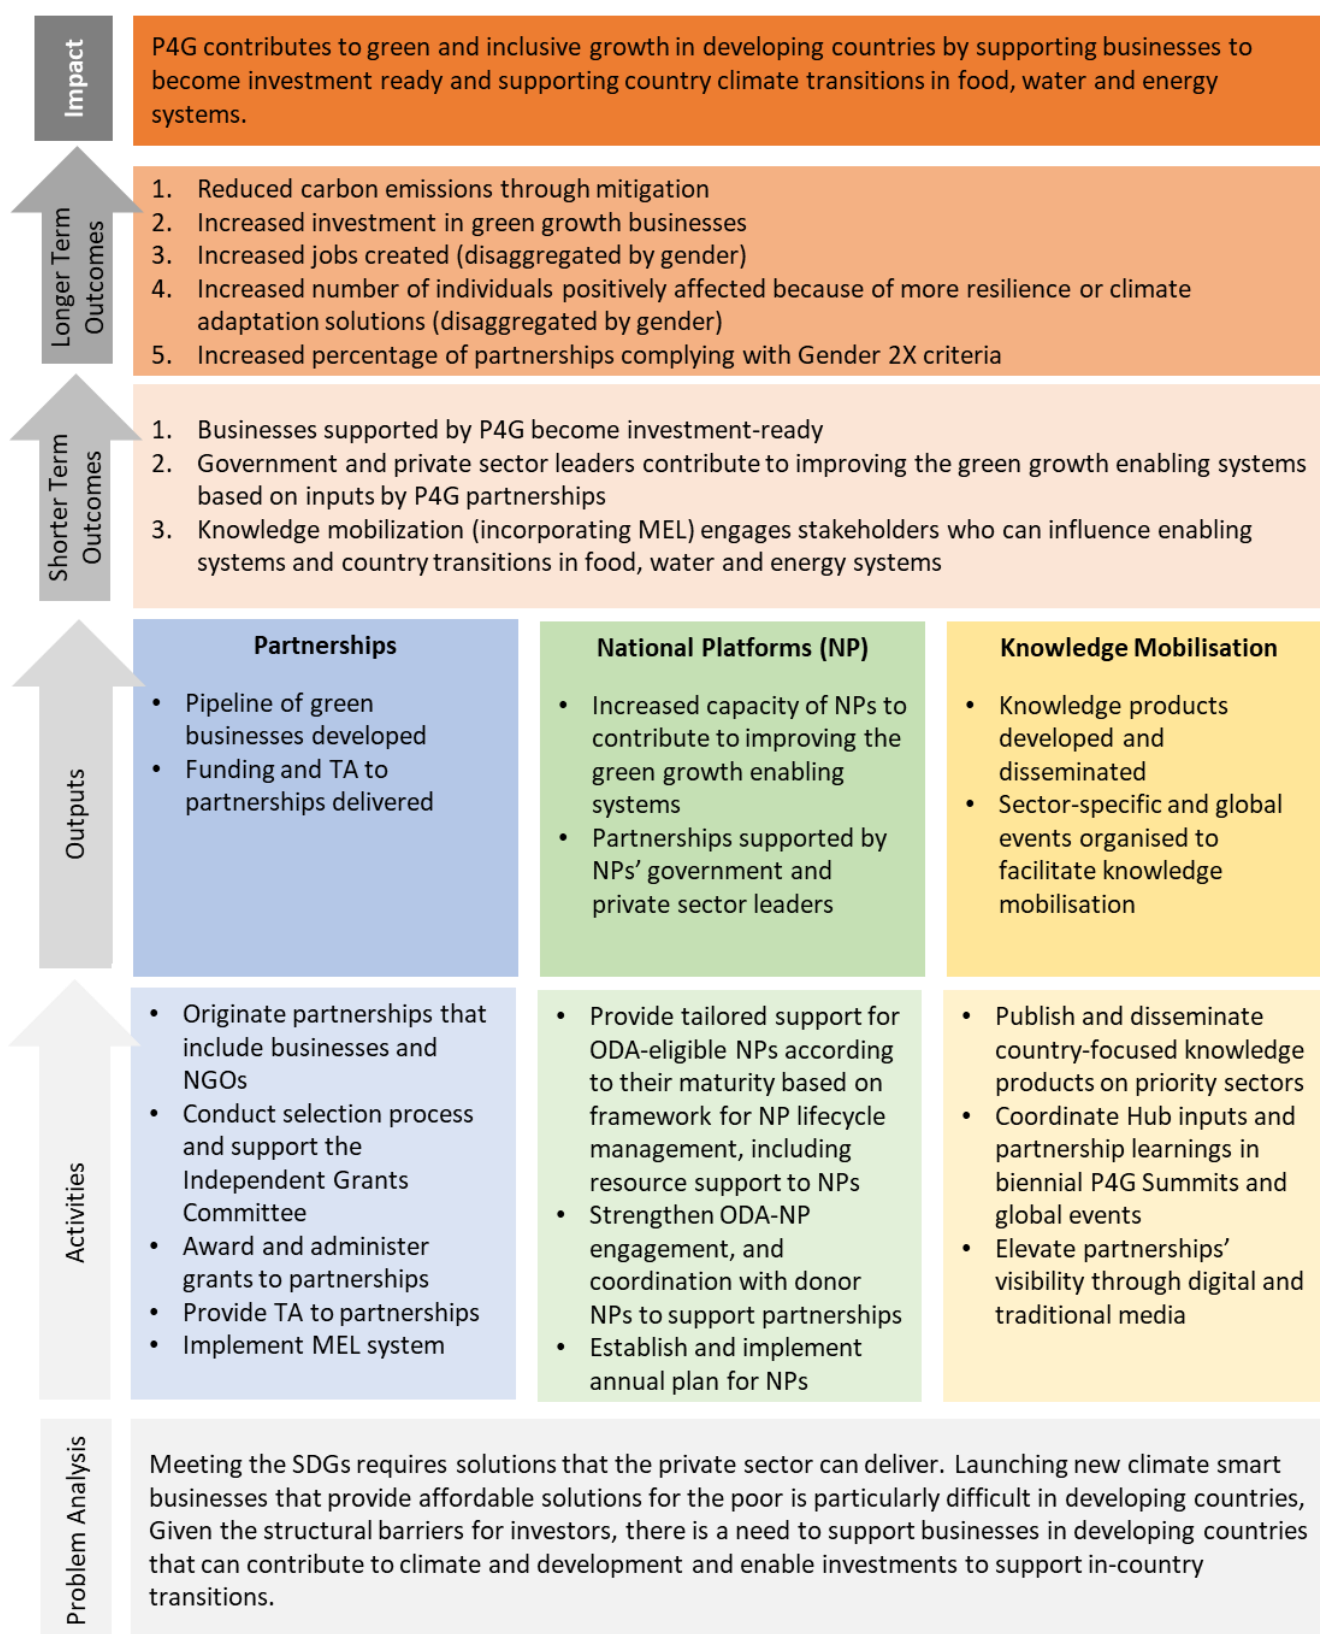 Impact
P4G contributes to green and inclusive growth in developing countries by supporting businesses to
become investment ready and supporting country climate transitions in food, water and energy
systems.
Longer Term
Outcomes
1. Reduced carbon emissions through mitigation
2. Increased investment in green growth businesses
3. Increased jobs created (disaggregated by gender)
4. Increased number of individuals positively affected because of more resilience or climate
adaptation solutions (disaggregated by gender)
5. Increased percentage of partnerships complying with Gender 2X criteria
Shorter Term
Outcomes
1. Businesses supported by P4G become investment-ready
2. Government and private sector leaders contribute to improving the green growth enabling systems
based on inputs by P4G partnerships
3. Knowledge mobilization (incorporating MEL) engages stakeholders who can influence enabling
systems and country transitions in food, water and energy systems
Outputs
Partnerships
• Pipeline of green
businesses developed
• Funding and TA to
partnerships delivered
National Platforms (NP)
• Increased capacity of NPs to
contribute to improving the
green growth enabling
systems
• Partnerships supported by
NPs’ government and
private sector leaders
Knowledge Mobilisation
• Knowledge products
developed and
disseminated
• Sector-specific and global
events organised to
facilitate knowledge
mobilisation
Activities
• Originate partnerships that
include businesses and
NGOs
• Conduct selection process
and support the
Independent Grants
Committee
• Award and administer
grants to partnerships
• Provide TA to partnerships
• Implement MEL system
• Provide tailored support for
ODA-eligible NPs according
to their maturity based on
framework for NP lifecycle
management, including
resource support to NPs
• Strengthen ODA-NP
engagement, and
coordination with donor
NPs to support partnerships
• Establish and implement
annual plan for NPs
• Publish and disseminate
country-focused knowledge
products on priority sectors
• Coordinate Hub inputs and
partnership learnings in
biennial P4G Summits and
global events
• Elevate partnerships’
visibility through digital and
traditional media
Problem Analysis
Meeting the SDGs requires solutions that the private sector can deliver. Launching new climate smart
businesses that provide affordable solutions for the poor is particularly difficult in developing countries,
Given the structural barriers for investors, there is a need to support businesses in developing countries
that can contribute to climate and development and enable investments to support in-country
transitions.